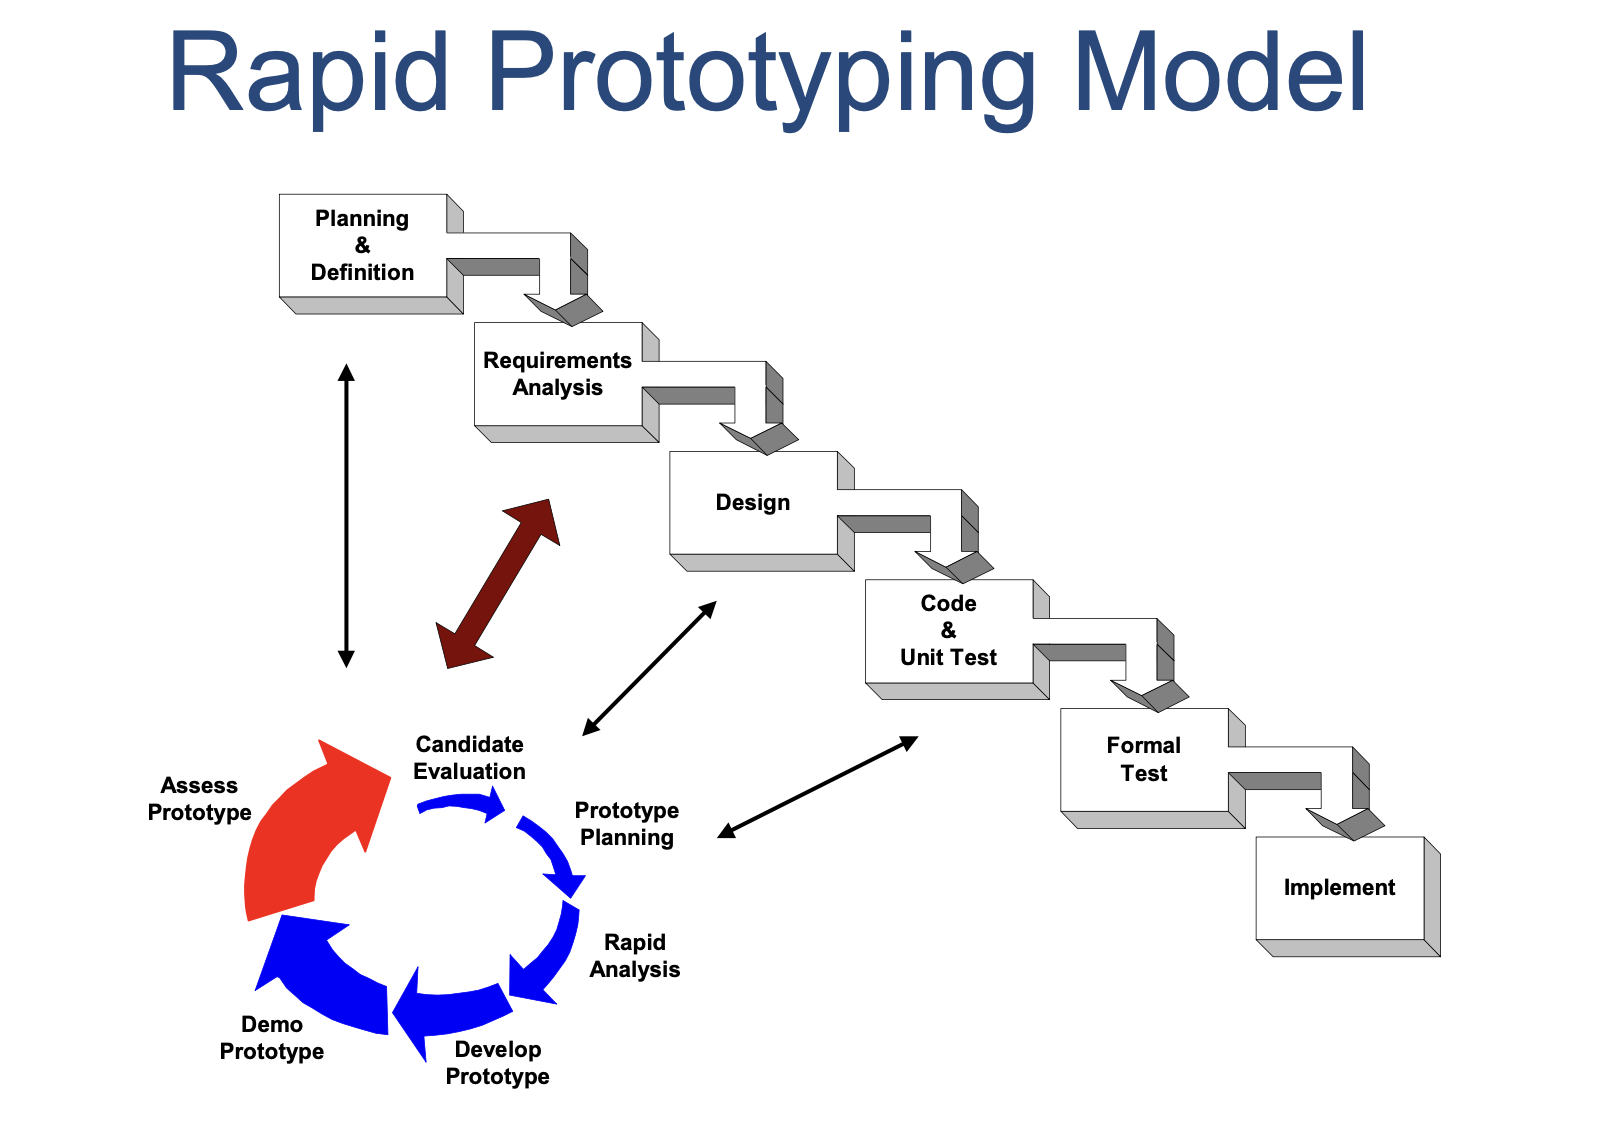 Rapid Prototyping Model
Planning
&
Definition
Requirements
Analysis
Design
Code
&
Unit Test
Formal
Test
Implement
Candidate
Evaluation
Prototype
Planning
Rapid
Analysis
Develop
Prototype
Demo
Prototype
Assess
Prototype